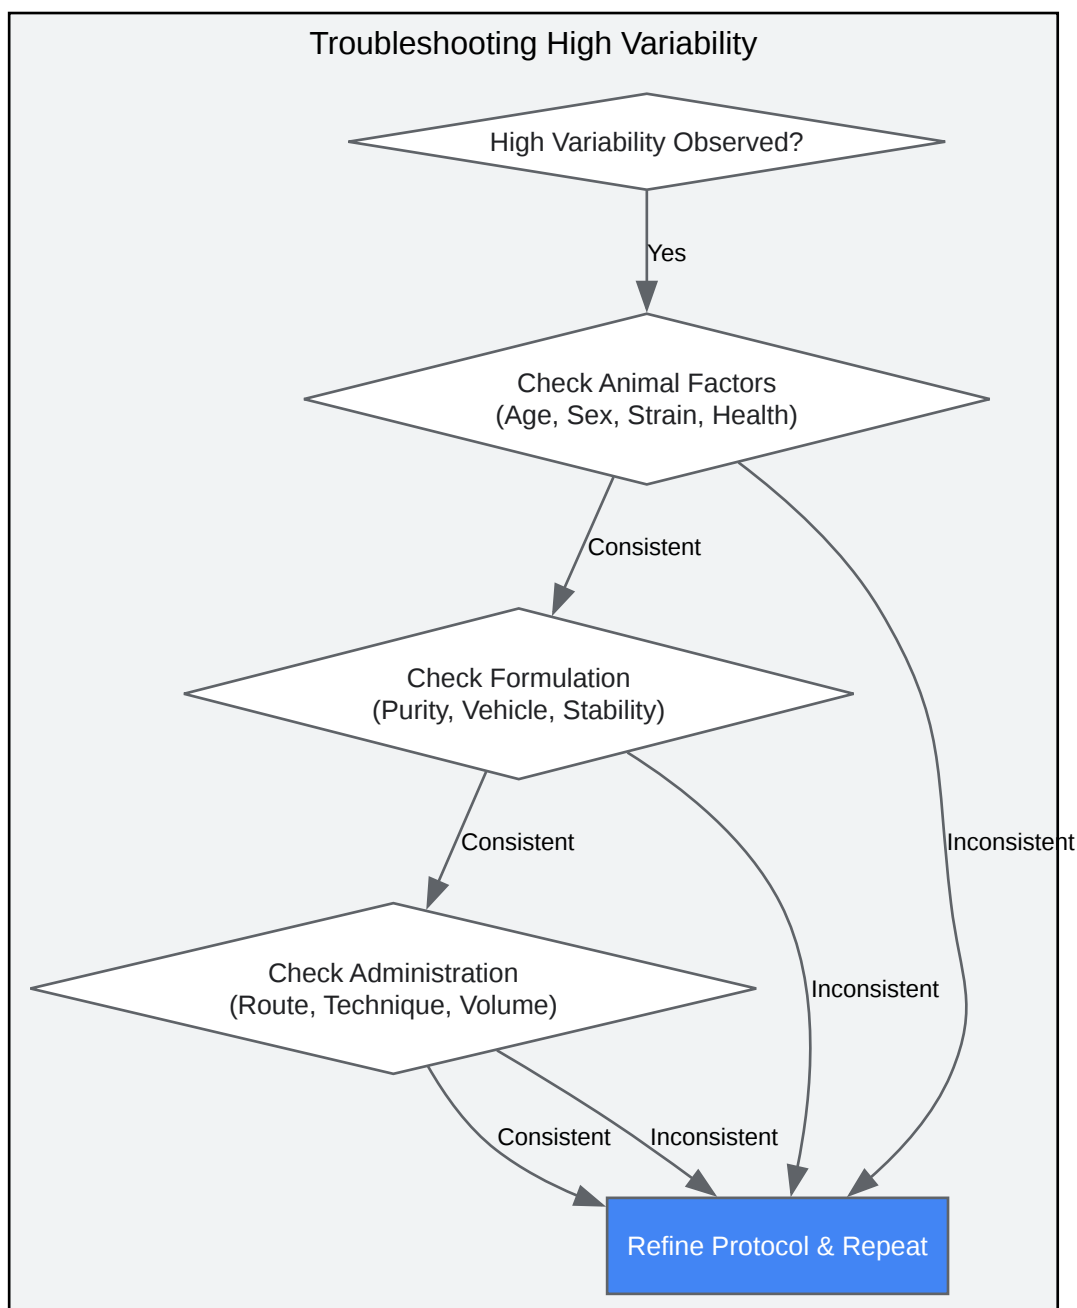 Troubleshooting High Variability
High Variability Observed?
Yes
Check Animal Factors
(Age, Sex, Strain, Health)
Consistent
Check Formulation
(Purity, Vehicle, Stability)
Consistent
Inconsistent
Check Administration
(Route, Technique, Volume)
Inconsistent
Consistent
Inconsistent
Refine Protocol & Repeat